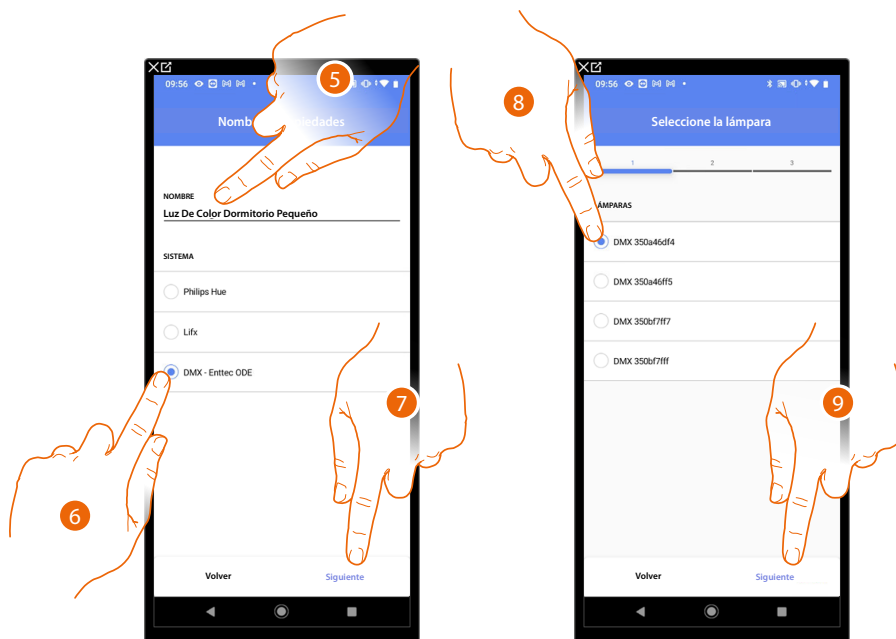 5
09:56
Nomb iedades
NOMBRE
Luz De Color Dormitorio Pequeño
SISTEMA
Philips Hue
Lifx
DMX - Enttec ODE
7
6
Volver
Siguiente
8
09:56
Seleccione la lámpara
1
2
3
ÁMPARAS
DMX 350a46df4
DMX 350a46ff5
DMX 350bf7ff7
DMX 350bf7fff
9
Volver
Siguiente